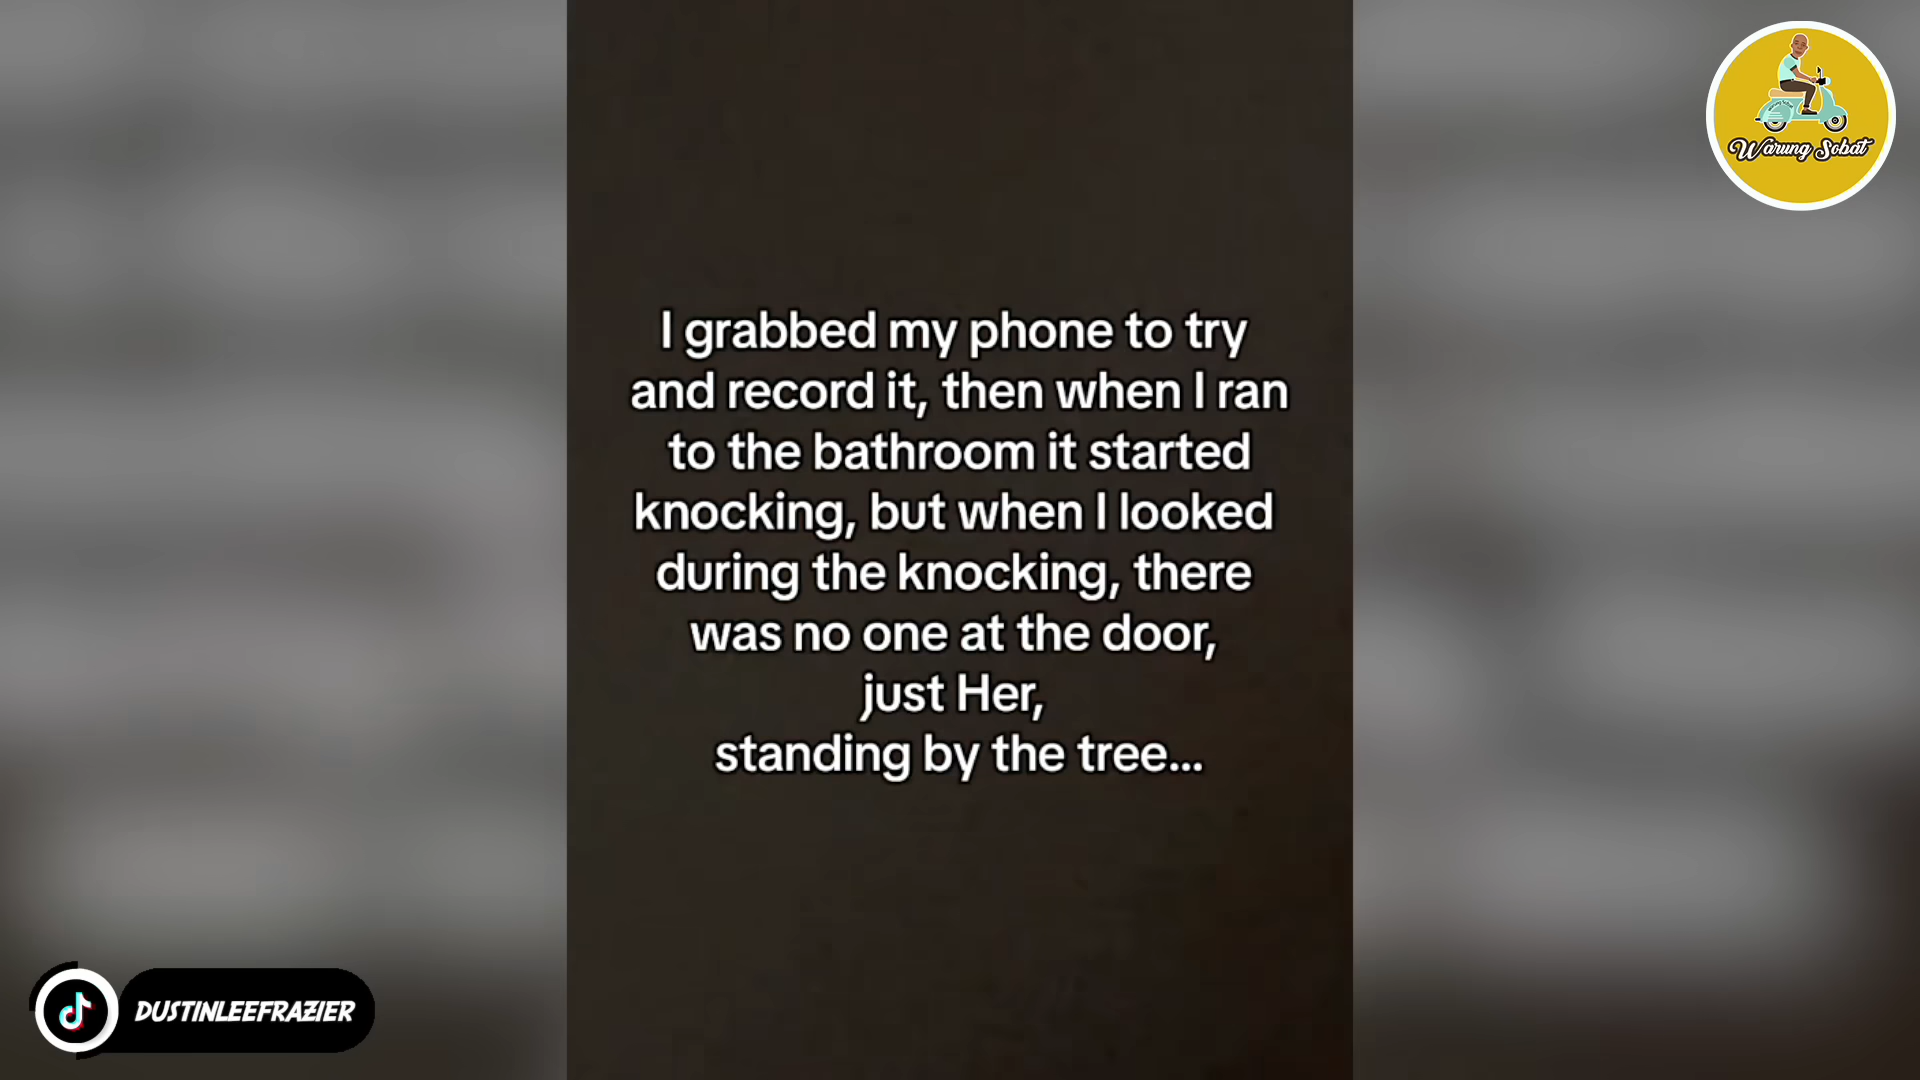 I grabbed my phone to try
and record it, then when I ran
to the bathroom it started
knocking, but when I looked
during the knocking, there
was no one at the door,
just Her,
standing by the tree...
Warung Sobat
DUSTINLEEFRAZIER